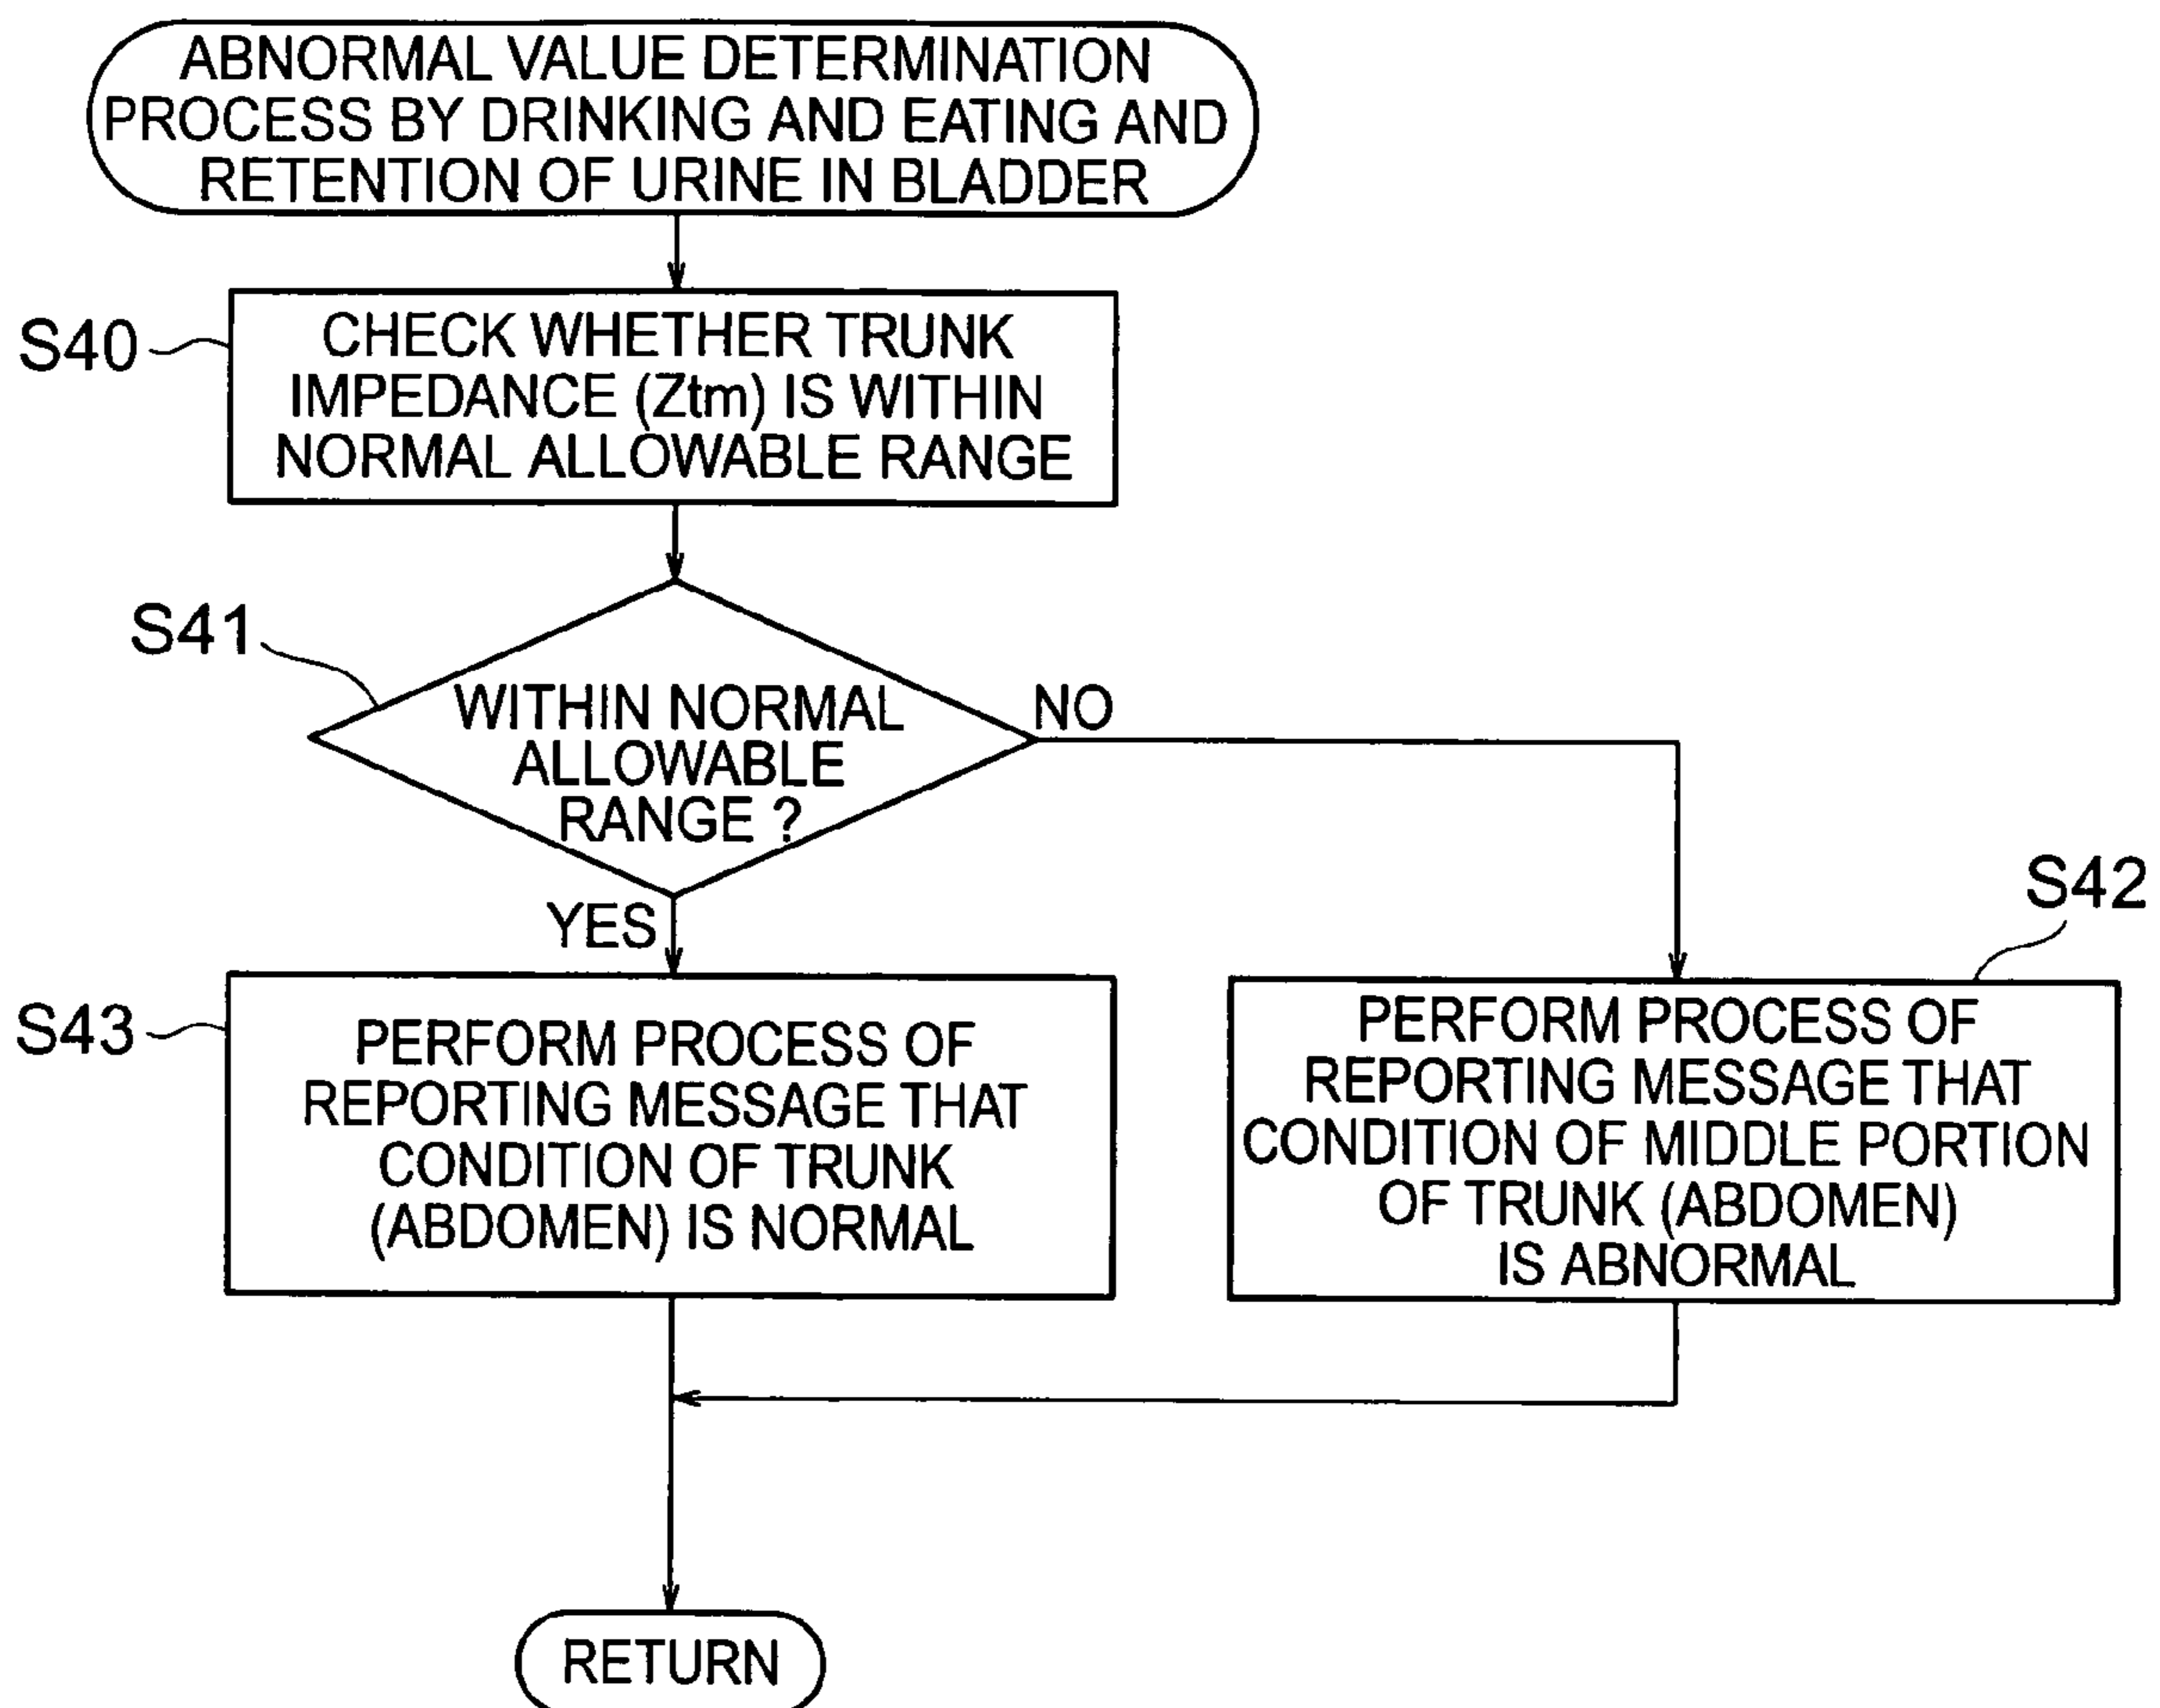 ABNORMAL VALUE DETERMINATION
PROCESS BY DRINKING AND EATING AND
RETENTION OF URINE IN BLADDER
S40
CHECK WHETHER TRUNK
IMPEDANCE (Ztm) IS WITHIN
NORMAL ALLOWABLE RANGE
S41
WITHIN NORMAL
ALLOWABLE
RANGE ?
NO
YES
S43
PERFORM PROCESS OF
REPORTING MESSAGE THAT
CONDITION OF TRUNK
(ABDOMEN) IS NORMAL
S42
PERFORM PROCESS OF
REPORTING MESSAGE THAT
CONDITION OF MIDDLE PORTION
OF TRUNK (ABDOMEN)
IS ABNORMAL
RETURN